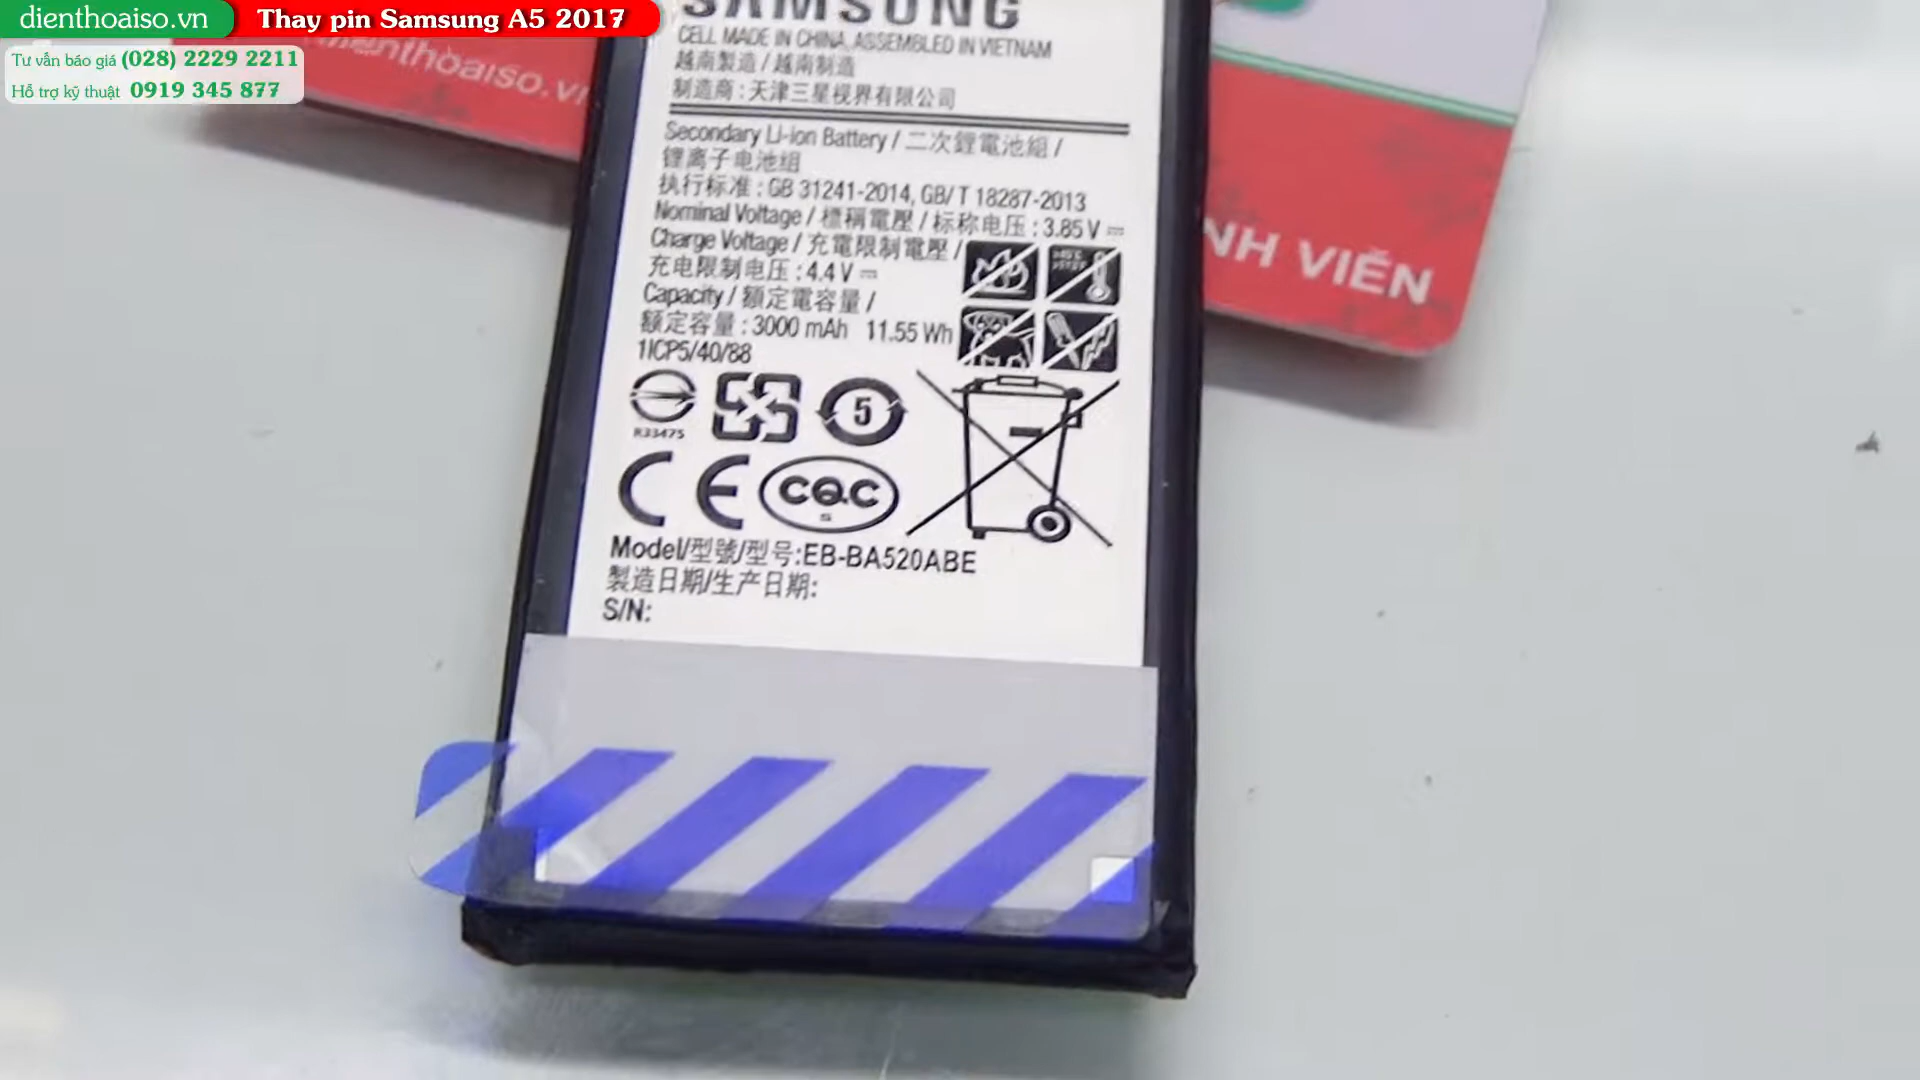 dienthoaiso.vn
Thay pin Samsung A5 2017
Tư vấn báo giá (028) 2229 2211
Hỗ trợ kỹ thuật 0919 345 877
dienthoaiso.vn
SAMSUNG
CELL MADE IN CHINA, ASSEMBLED IN VIETNAM
越南製造 / 越南制造
制造商 : 天津三星视界有限公司
Secondary Li-ion Battery / 二次鋰電池組 /
锂离子电池组
执行标准 : GB 31241-2014, GB/T 18287-2013
Nominal Voltage / 標稱電壓 / 标称电压 : 3.85 V
Charge Voltage / 充電限制電壓 /
充电限制电压 : 4.4 V
Capacity / 額定電容量 /
额定容量 : 3000 mAh 11.55 Wh
1ICP5/40/88
R33475
5
CE
CQC
S
Model/型號/型号:EB-BA520ABE
製造日期/生产日期:
S/N:
NH VIÊN